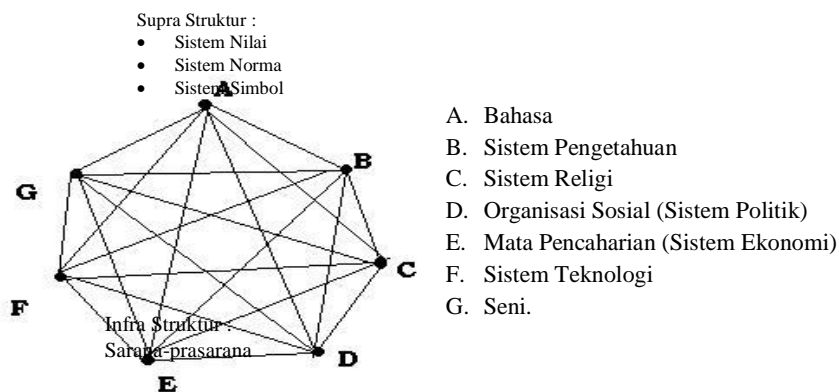 Supra Struktur :
• Sistem Nilai
• Sistem Norma
• Sistem Simbol
A
B
G
C
F
Infra Struktur :
Sarana-prasarana
D
E
A. Bahasa
B. Sistem Pengetahuan
C. Sistem Religi
D. Organisasi Sosial (Sistem Politik)
E. Mata Pencaharian (Sistem Ekonomi)
F. Sistem Teknologi
G. Seni.